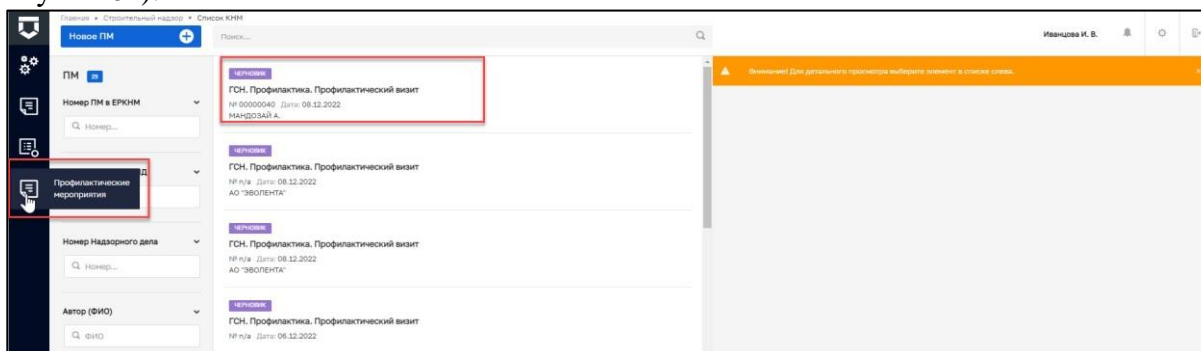 Главная • Строительный надзор • Список КНМ
Новое ПМ
Поиск...
Иванцова И. В.
ПМ 29
Номер ПМ в ЕРКНМ
Номер...
Профилактические
мероприятия
Номер Надзорного дела
Номер...
Автор (ФИО)
ФИО
ЧЕРНОВИК
ГСН. Профилактика. Профилактический визит
№ 00000040 Дата: 08.12.2022
МАНДОЗАЙ А.
ЧЕРНОВИК
ГСН. Профилактика. Профилактический визит
№ n/a Дата: 08.12.2022
АО "ЭВОЛЕНТА"
ЧЕРНОВИК
ГСН. Профилактика. Профилактический визит
№ n/a Дата: 08.12.2022
АО "ЭВОЛЕНТА"
ЧЕРНОВИК
ГСН. Профилактика. Профилактический визит
№ n/a Дата: 06.12.2022
Внимание! Для детального просмотра выберите элемент в списке слева.